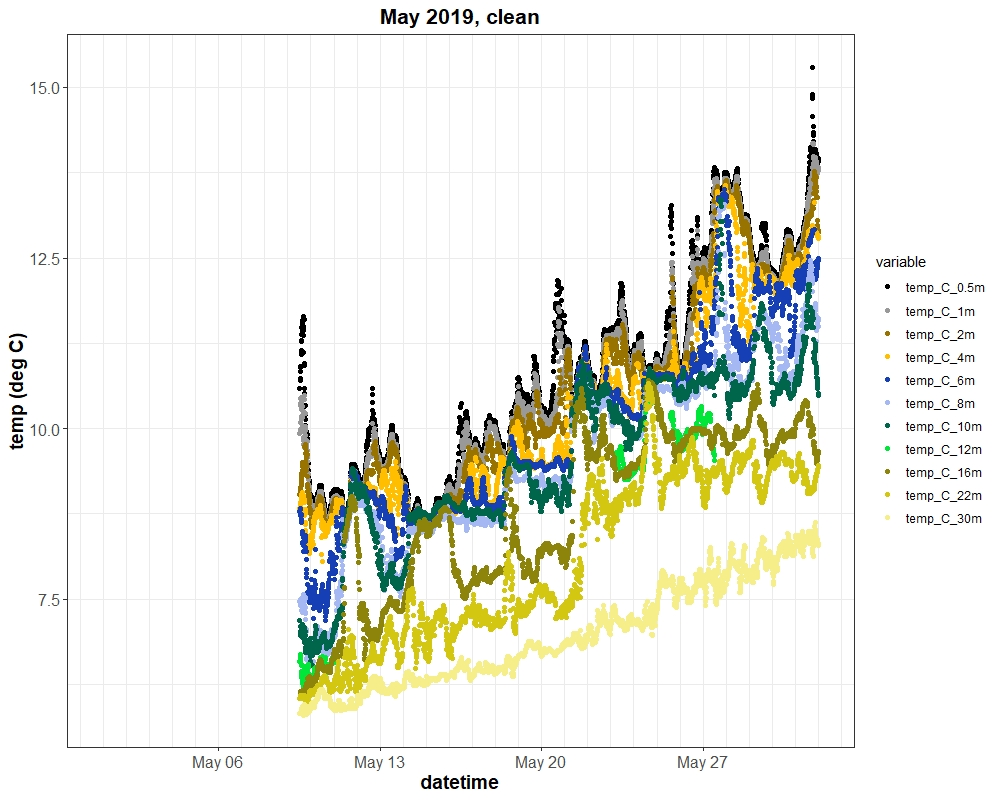 May 2019, clean
temp (deg C)
15.0
12.5
10.0
7.5
May 06
May 13
May 20
May 27
datetime
variable
temp_C_0.5m
temp_C_1m
temp_C_2m
temp_C_4m
temp_C_6m
temp_C_8m
temp_C_10m
temp_C_12m
temp_C_16m
temp_C_22m
temp_C_30m